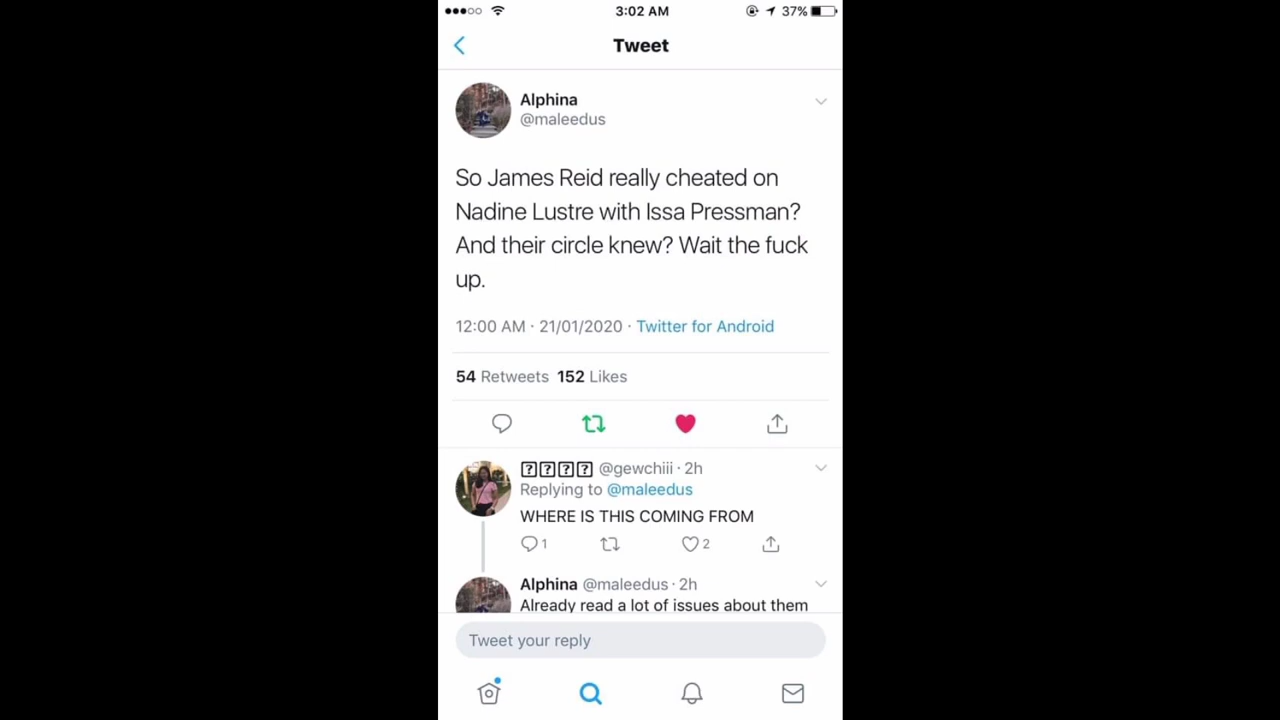 3:02 AM
37%
Tweet
Alphina
@maleedus
So James Reid really cheated on
Nadine Lustre with Issa Pressman?
And their circle knew? Wait the fuck
up.
12:00 AM · 21/01/2020 · Twitter for Android
54 Retweets 152 Likes
@gewchiii · 2h
Replying to @maleedus
WHERE IS THIS COMING FROM
1
2
Alphina @maleedus · 2h
Already read a lot of issues about them
Tweet your reply